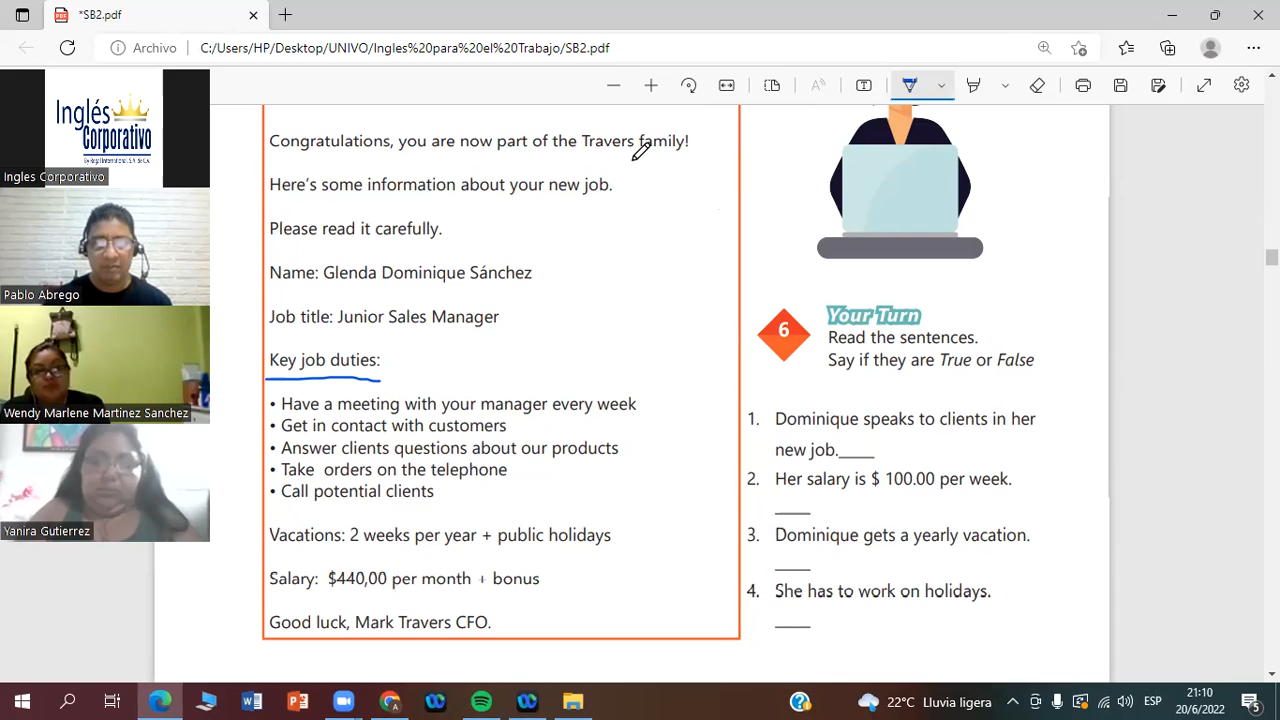 *SB2.pdf
Archivo
C:/Users/HP/Desktop/UNIVO/Ingles%20para%20el%20Trabajo/SB2.pdf
Inglés
Corporativo
Ingles Corporativo
Pablo Abrego
Wendy Marlene Martinez Sanchez
Yanira Gutierrez
Congratulations, you are now part of the Travers family!
Here's some information about your new job.
Please read it carefully.
Name: Glenda Dominique Sánchez
Job title: Junior Sales Manager
Key job duties:
• Have a meeting with your manager every week
• Get in contact with customers
• Answer clients questions about our products
• Take orders on the telephone
• Call potential clients
Vacations: 2 weeks per year + public holidays
Salary: $440,00 per month + bonus
Good luck, Mark Travers CFO.
6
Your Turn
Read the sentences.
Say if they are True or False
1. Dominique speaks to clients in her
new job.____
2. Her salary is $ 100.00 per week.
____
3. Dominique gets a yearly vacation.
____
4. She has to work on holidays.
____
22°C Lluvia ligera
ESP
21:10
20/6/2022
5